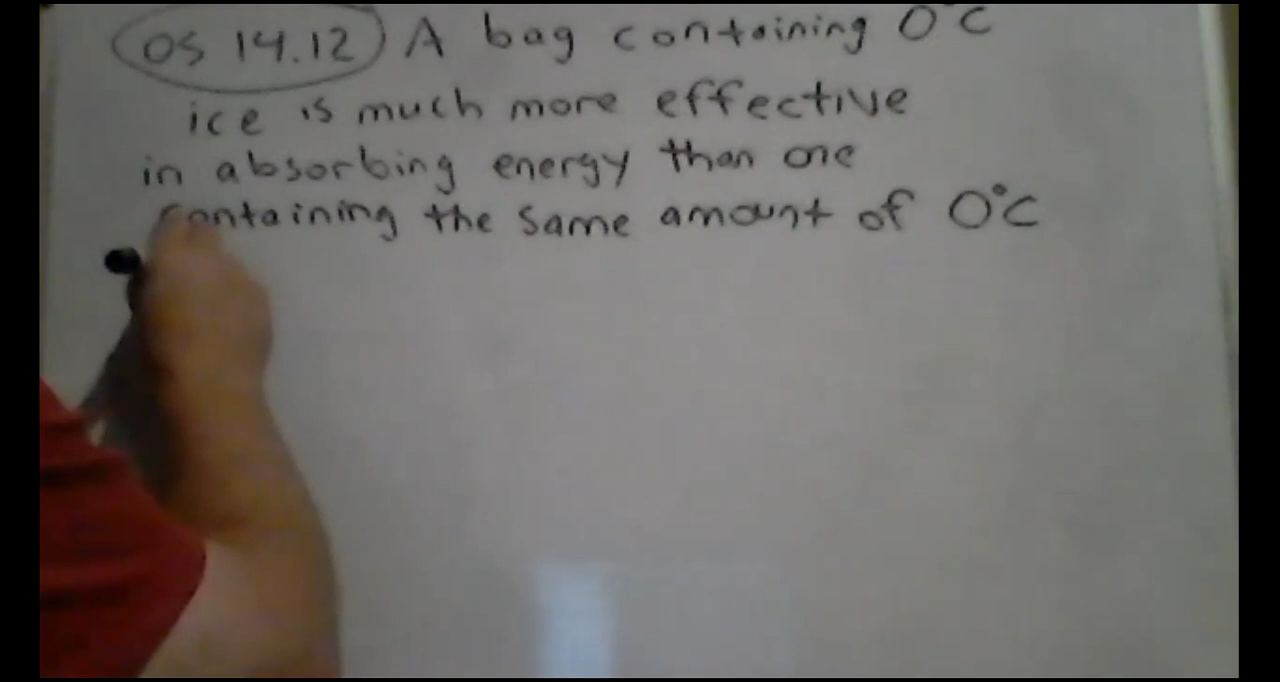 OS 14.12 A bag containing 0°C
ice is much more effective
in absorbing energy than one
containing the same amount of 0°C